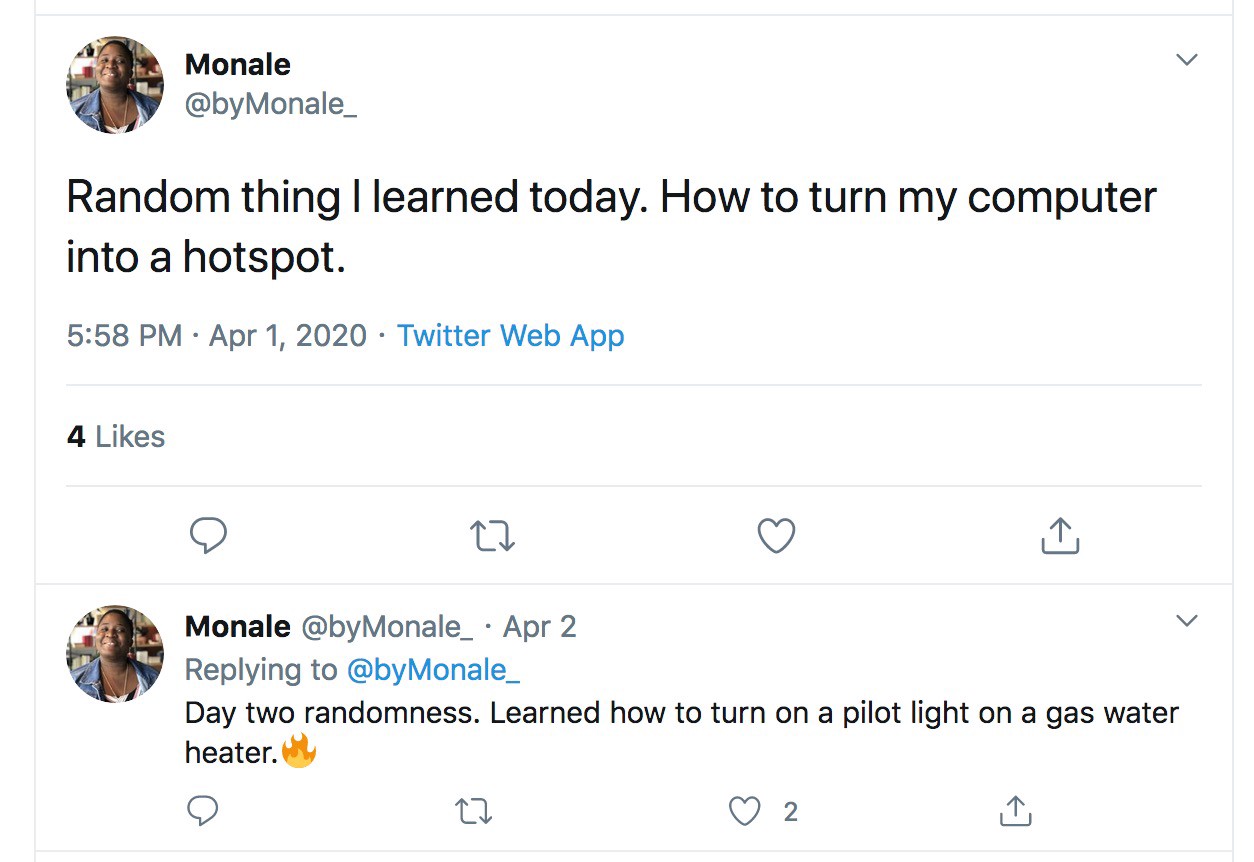 Monale
@byMonale_
Random thing I learned today. How to turn my computer
into a hotspot.
5:58 PM · Apr 1, 2020 · Twitter Web App
4 Likes
Monale @byMonale_ · Apr 2
Replying to @byMonale_
Day two randomness. Learned how to turn on a pilot light on a gas water
heater.🔥
2